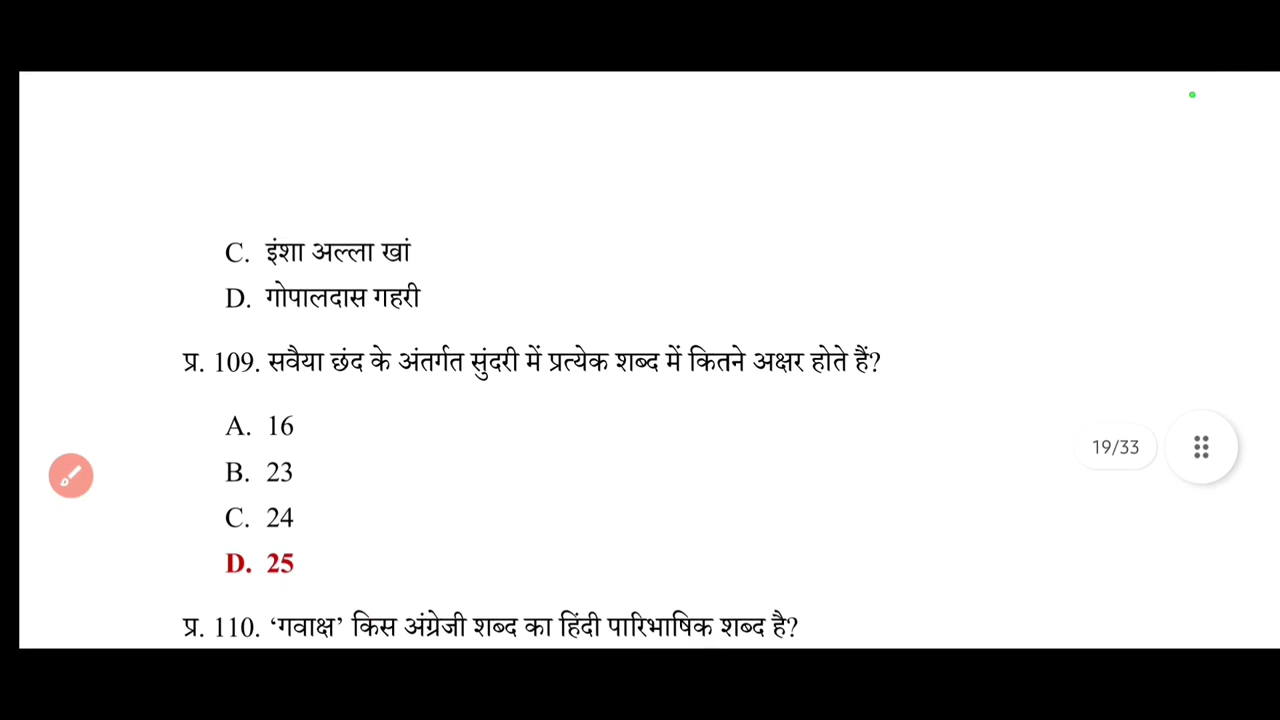 C. इंशा अल्ला खां
D. गोपालदास गहरी
प्र. 109. सवैया छंद के अंतर्गत सुंदरी में प्रत्येक शब्द में कितने अक्षर होते हैं?
A. 16
B. 23
19/33
C. 24
D. 25
प्र. 110. ‘गवाक्ष’ किस अंग्रेजी शब्द का हिंदी पारिभाषिक शब्द है?